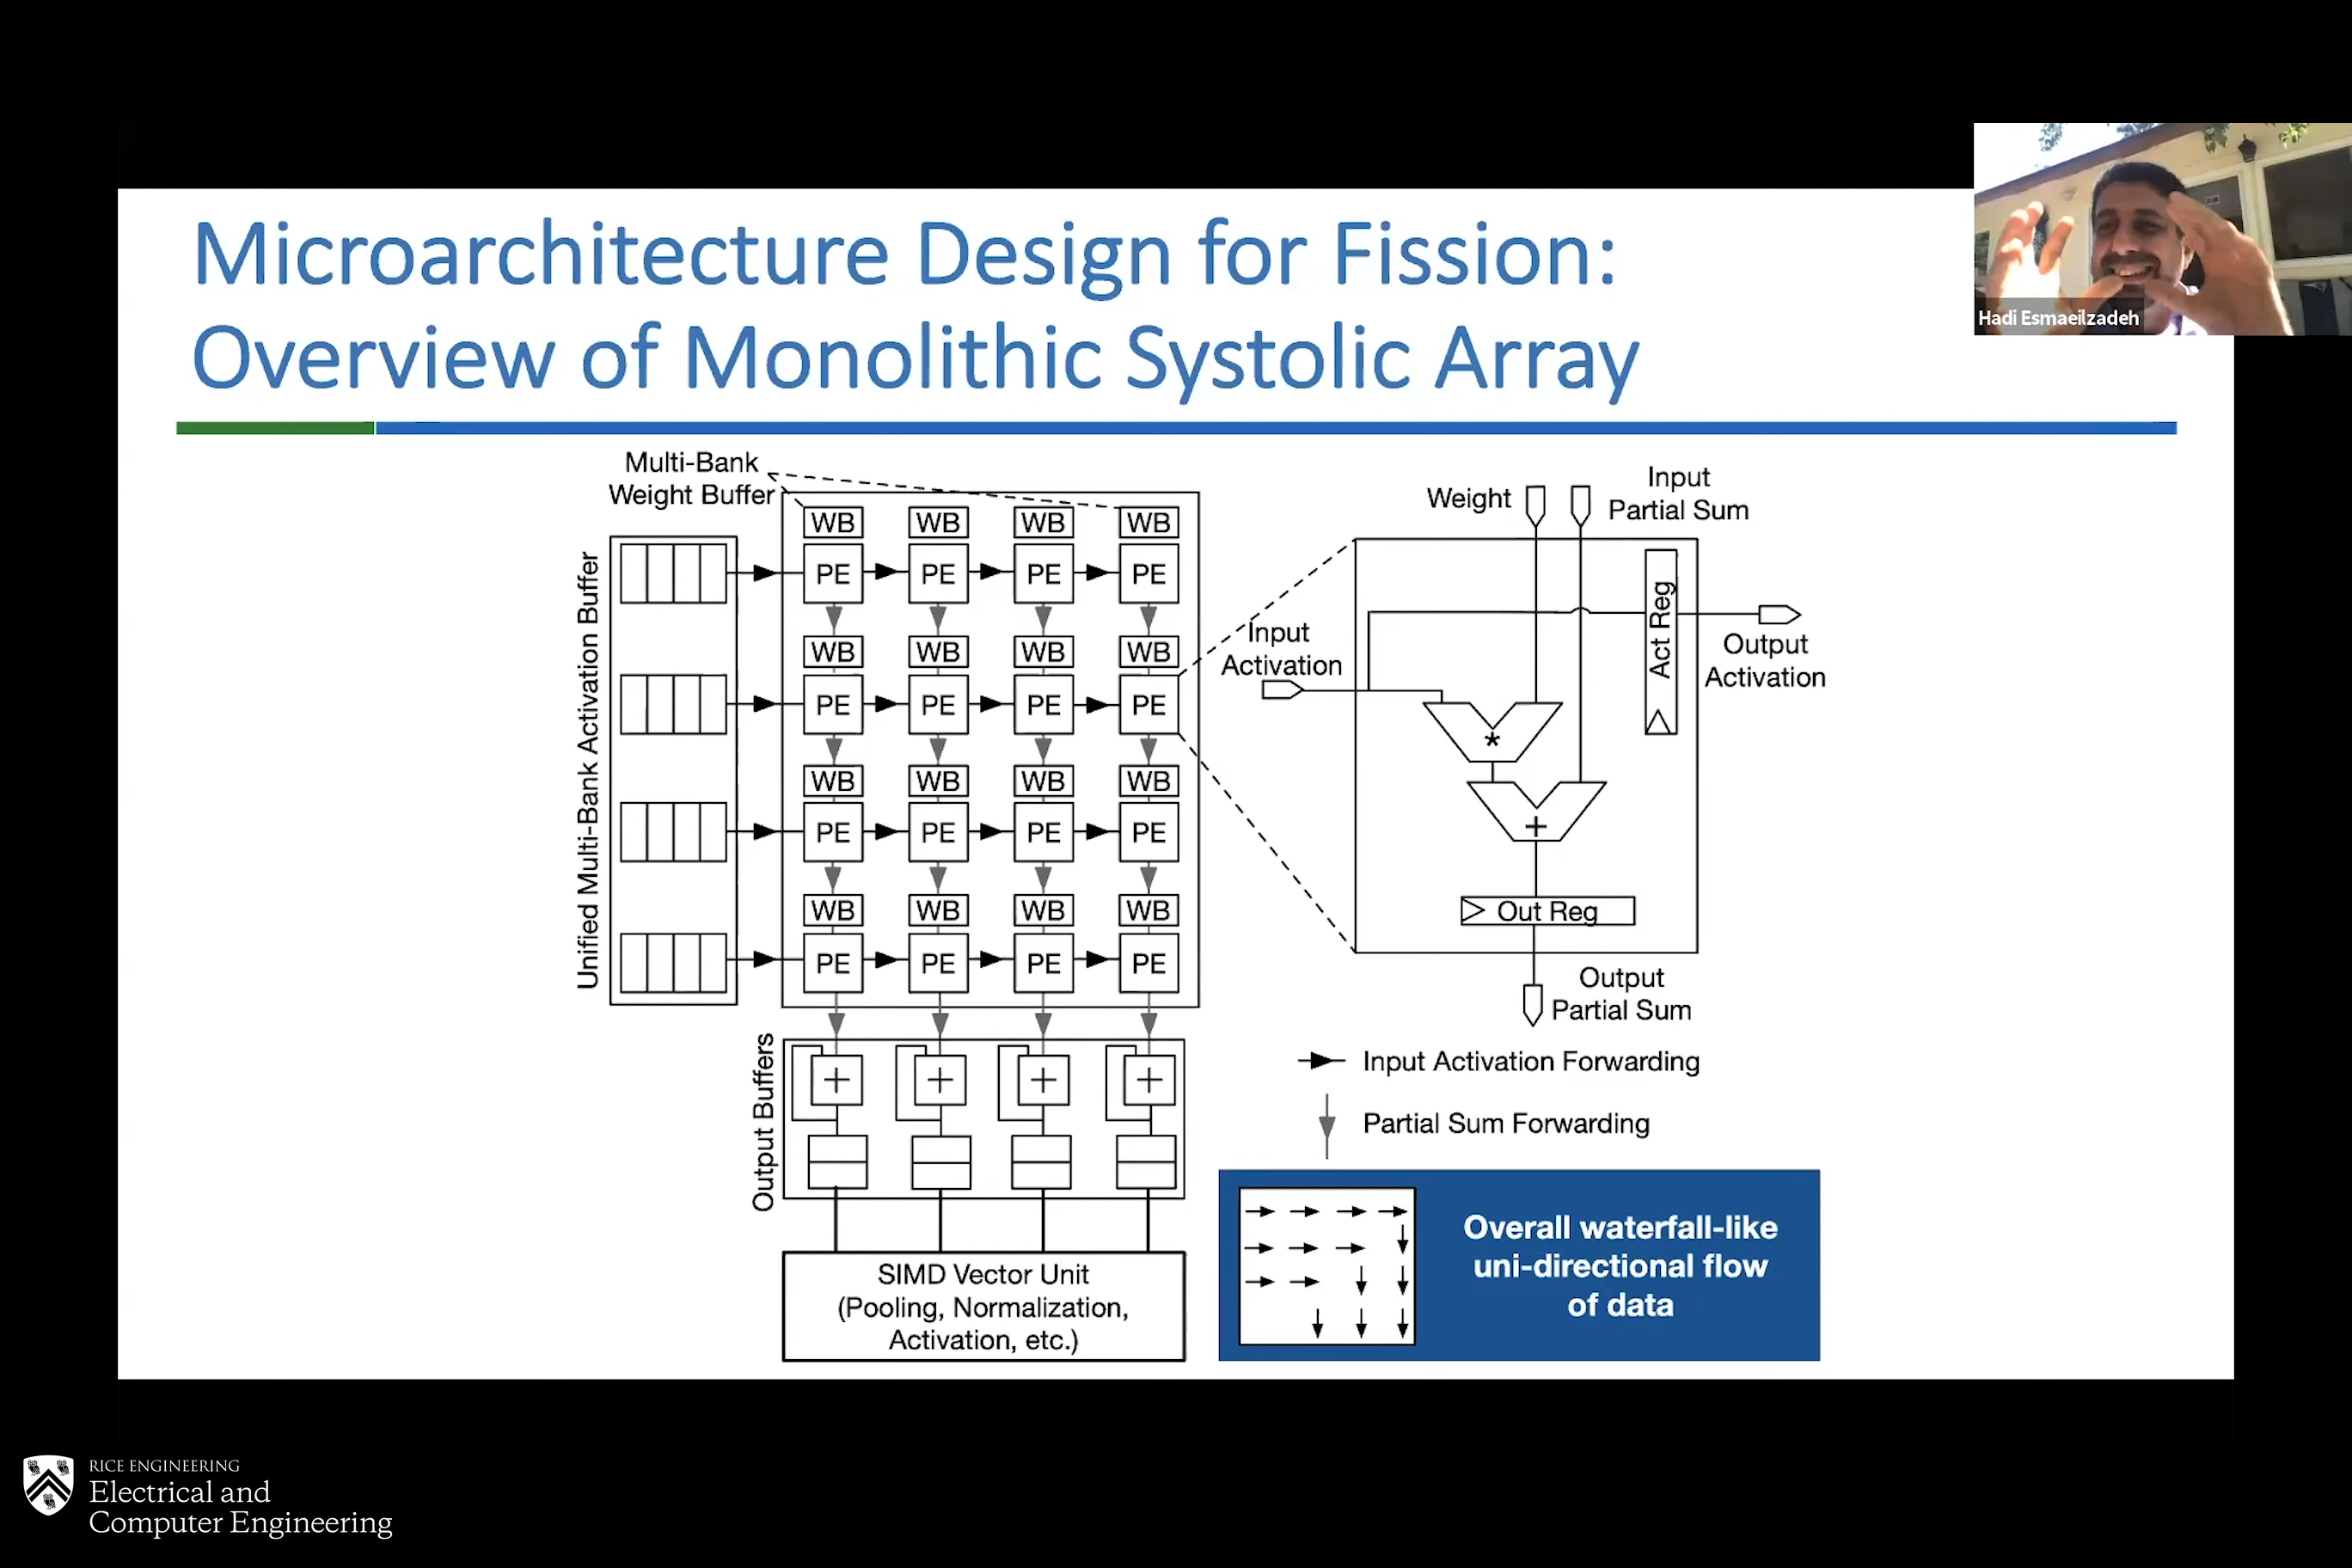 Microarchitecture Design for Fission:
Overview of Monolithic Systolic Array
Hadi Esmaeilzadeh
Multi-Bank
Weight Buffer
Unified Multi-Bank Activation Buffer
WB WB WB WB
PE PE PE PE
WB WB WB WB
PE PE PE PE
WB WB WB WB
PE PE PE PE
WB WB WB WB
PE PE PE PE
Output Buffers
+ + + +
SIMD Vector Unit
(Pooling, Normalization,
Activation, etc.)
Weight
Input
Partial Sum
Input
Activation
Act Reg
Output
Activation
*
+
Out Reg
Output
Partial Sum
Input Activation Forwarding
Partial Sum Forwarding
Overall waterfall-like
uni-directional flow
of data
RICE ENGINEERING
Electrical and
Computer Engineering